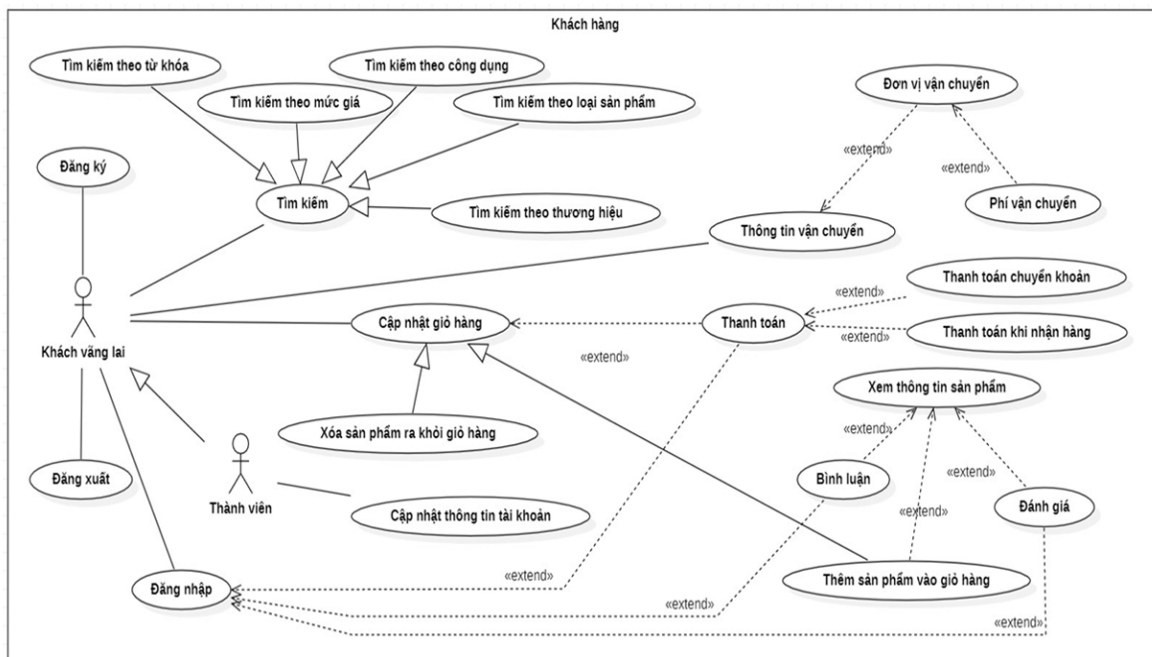 Khách hàng
Tìm kiếm theo từ khóa
Tìm kiếm theo công dụng
Tìm kiếm theo mức giá
Tìm kiếm theo loại sản phẩm
Đơn vị vận chuyển
«extend»
«extend»
Đăng ký
Tìm kiếm
Tìm kiếm theo thương hiệu
Phí vận chuyển
Thông tin vận chuyển
Thanh toán chuyển khoản
«extend»
Khách vãng lai
Cập nhật giỏ hàng
Thanh toán
Thanh toán khi nhận hàng
«extend»
«extend»
Xem thông tin sản phẩm
«extend»
Xóa sản phẩm ra khỏi giỏ hàng
«extend»
Đăng xuất
Bình luận
Thành viên
Cập nhật thông tin tài khoản
«extend»
Đánh giá
Đăng nhập
«extend»
Thêm sản phẩm vào giỏ hàng
«extend»
«extend»